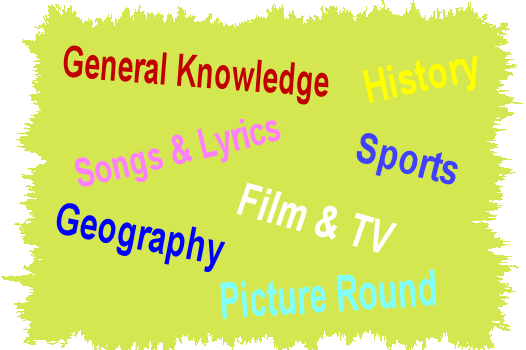 General Knowledge
History
Songs & Lyrics
Sports
Film & TV
Geography
Picture Round